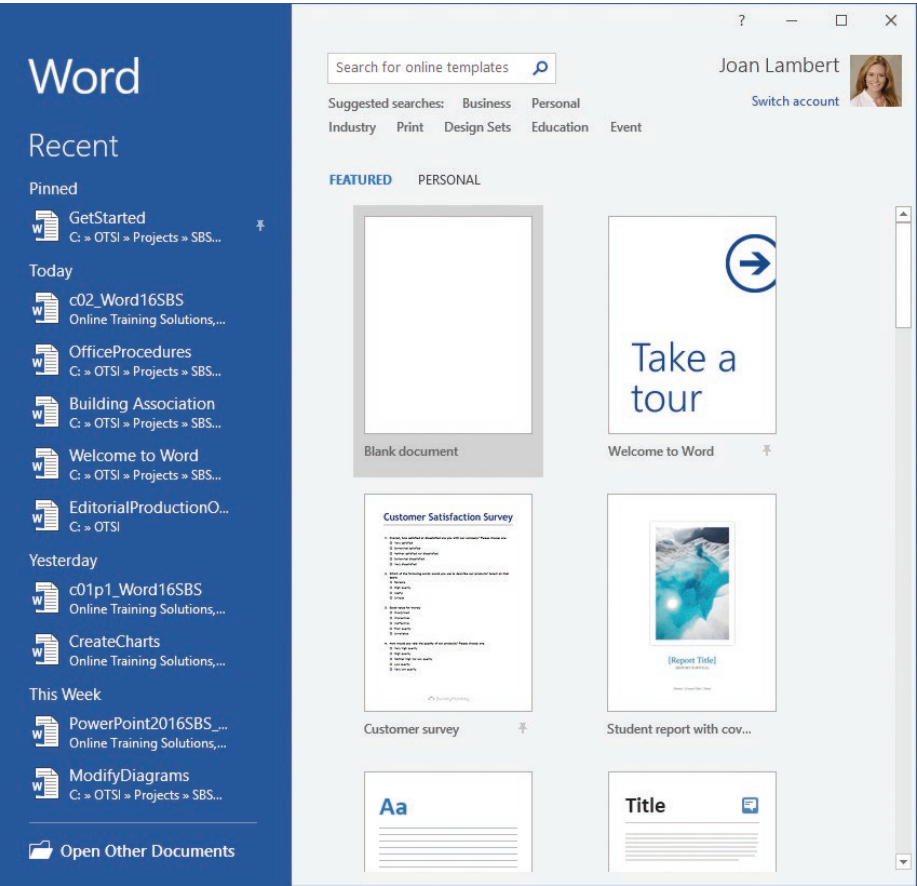 ?
Word
Recent
Pinned
GetStarted
C: » OTSI » Projects » SBS...
Today
c02_Word16SBS
Online Training Solutions,...
OfficeProcedures
C: » OTSI » Projects » SBS...
Building Association
C: » OTSI » Projects » SBS...
Welcome to Word
C: » OTSI » Projects » SBS...
EditorialProductionO...
C: » OTSI
Yesterday
c01p1_Word16SBS
Online Training Solutions,...
CreateCharts
Online Training Solutions,...
This Week
PowerPoint2016SBS_...
Online Training Solutions,...
ModifyDiagrams
C: » OTSI » Projects » SBS...
Open Other Documents
Search for online templates
Joan Lambert
Switch account
Suggested searches: Business Personal
Industry Print Design Sets Education Event
FEATURED PERSONAL
Blank document
Take a
tour
Welcome to Word
Customer Satisfaction Survey
Customer survey
[Report Title]
Student report with cov...
Aa
Title